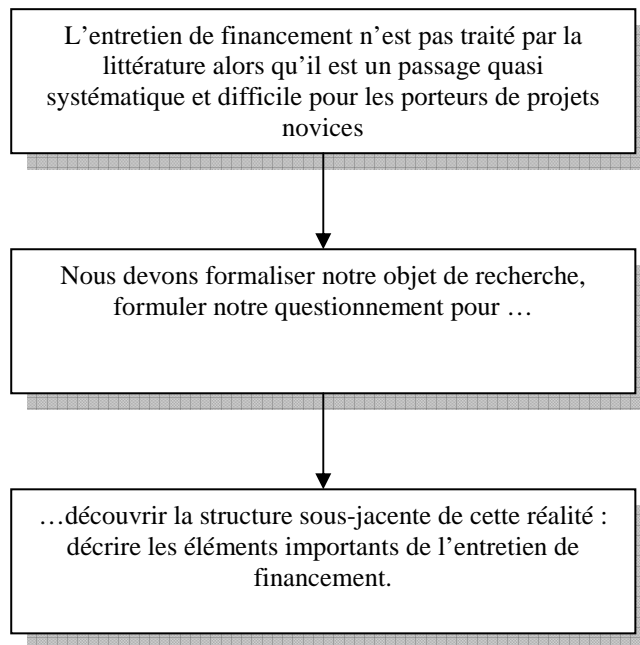 L’entretien de financement n’est pas traité par la
littérature alors qu’il est un passage quasi
systématique et difficile pour les porteurs de projets
novices
Nous devons formaliser notre objet de recherche,
formuler notre questionnement pour …
…découvrir la structure sous-jacente de cette réalité :
décrire les éléments importants de l’entretien de
financement.